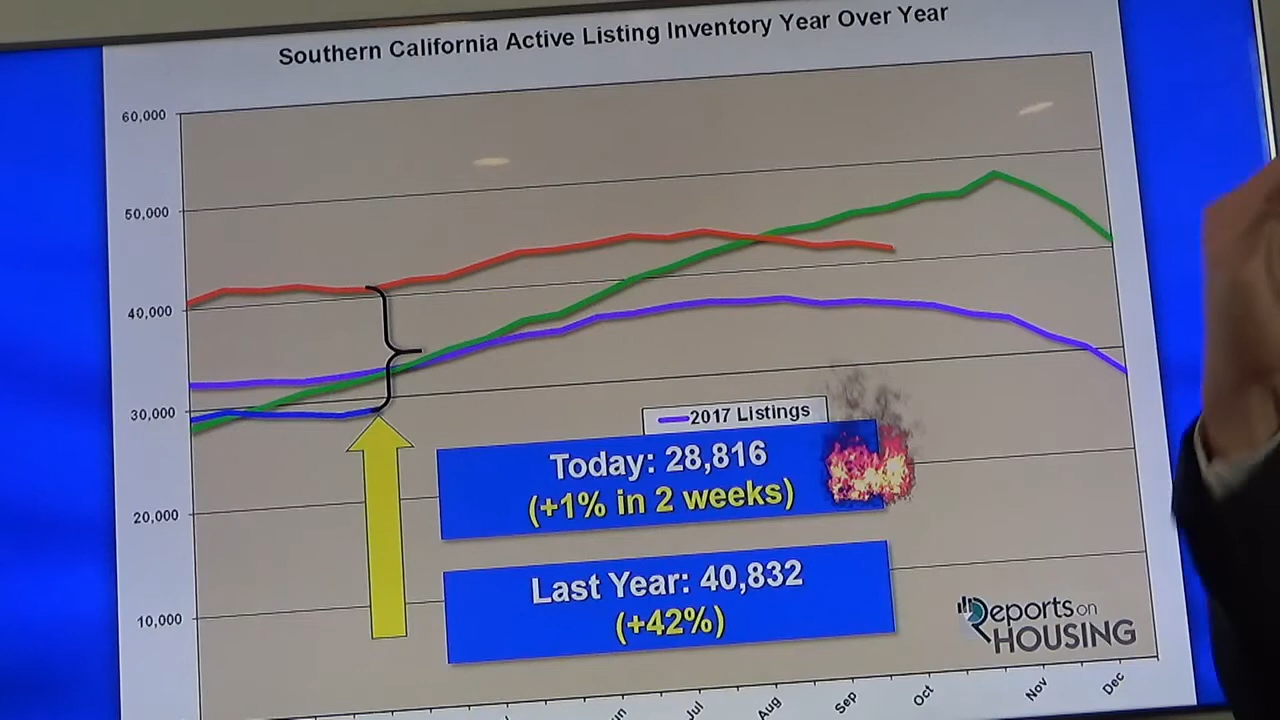 Southern California Active Listing Inventory Year Over Year
60,000
50,000
40,000
30,000
20,000
10,000
2017 Listings
Today: 28,816
(+1% in 2 weeks)
Last Year: 40,832
(+42%)
Reports on
HOUSING
Jul
Aug
Sep
Oct
Nov
Dec